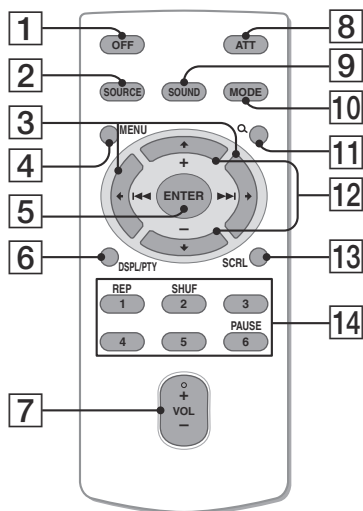 1
8
OFF
ATT
2
9
SOURCE
SOUND
MODE
3
10
MENU
4
11
+
ENTER
12
5
−
6
13
DSPL/PTY
SCRL
REP
SHUF
1
2
3
PAUSE
14
4
5
6
7
+
VOL
−